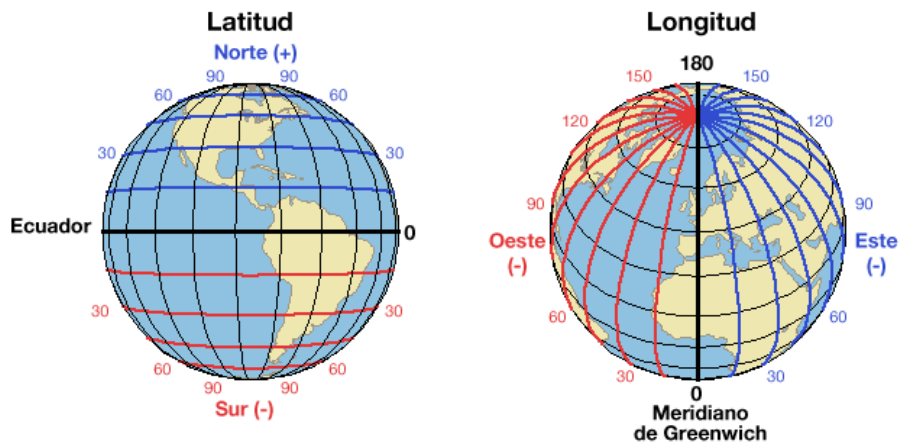 Latitud
Norte (+)
90 90
60 60
30 30
Ecuador 0
30 30
60 60
90 90
Sur (-)
Longitud
180
150 150
120 120
90 90
Oeste (-)
Este (-)
60 60
30 30
0
Meridiano
de Greenwich